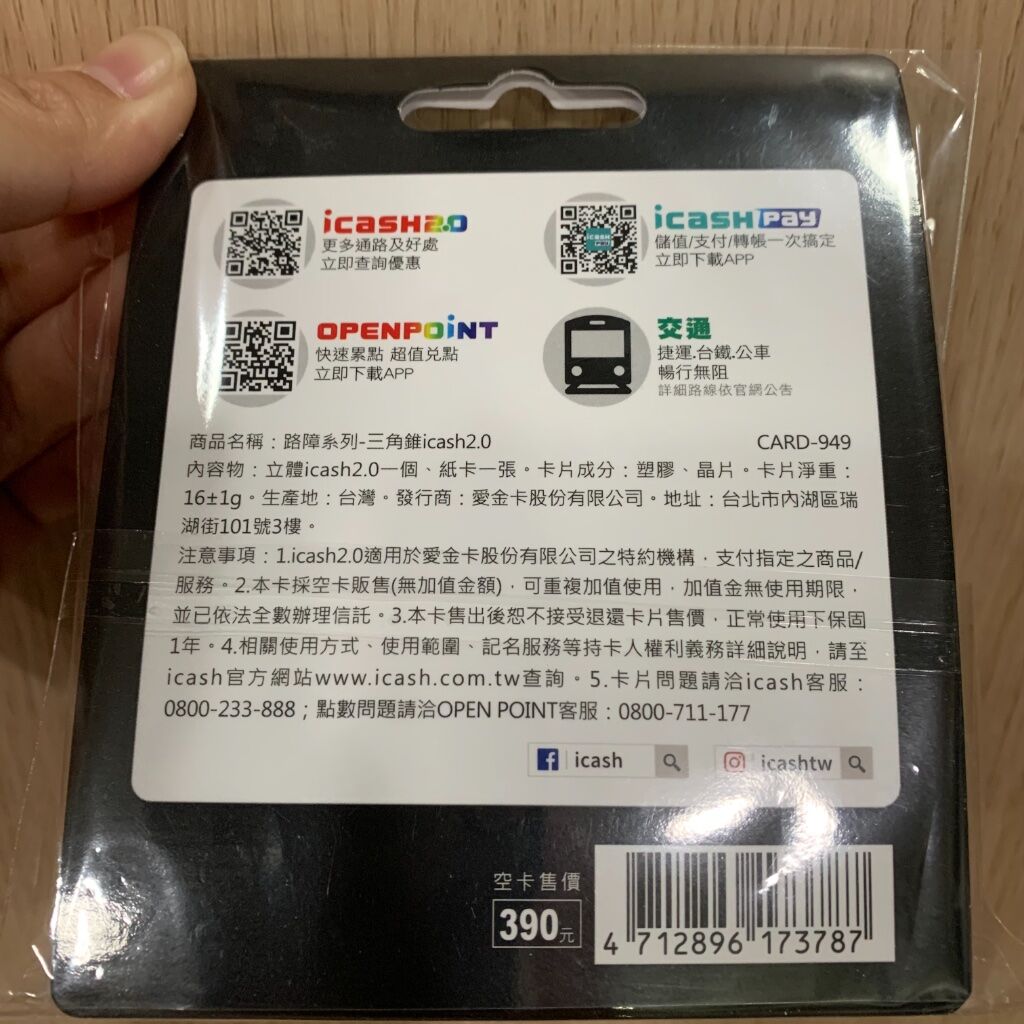 icash2.0
更多通路及好處
立即查詢優惠
icash Pay
儲值/支付/轉帳一次搞定
立即下載APP
icash
Pay
OPENPOiNT
快速累點 超值兌點
立即下載APP
交通
捷運.台鐵.公車
暢行無阻
詳細路線依官網公告
商品名稱：路障系列-三角錐icash2.0 CARD-949
內容物：立體icash2.0一個、紙卡一張。卡片成分：塑膠、晶片。卡片淨重：
16±1g。生產地：台灣。發行商：愛金卡股份有限公司。地址：台北市內湖區瑞
湖街101號3樓。
注意事項：1.icash2.0適用於愛金卡股份有限公司之特約機構，支付指定之商品/
服務。2.本卡採空卡販售(無加值金額)，可重複加值使用，加值金無使用期限，
並已依法全數辦理信託。3.本卡售出後恕不接受退還卡片售價，正常使用下保固
1年。4.相關使用方式、使用範圍、記名服務等持卡人權利義務詳細說明，請至
icash官方網站www.icash.com.tw查詢。5.卡片問題請洽icash客服：
0800-233-888；點數問題請洽OPEN POINT客服：0800-711-177
icash
icashtw
空卡售價
390元
4 712896 173787